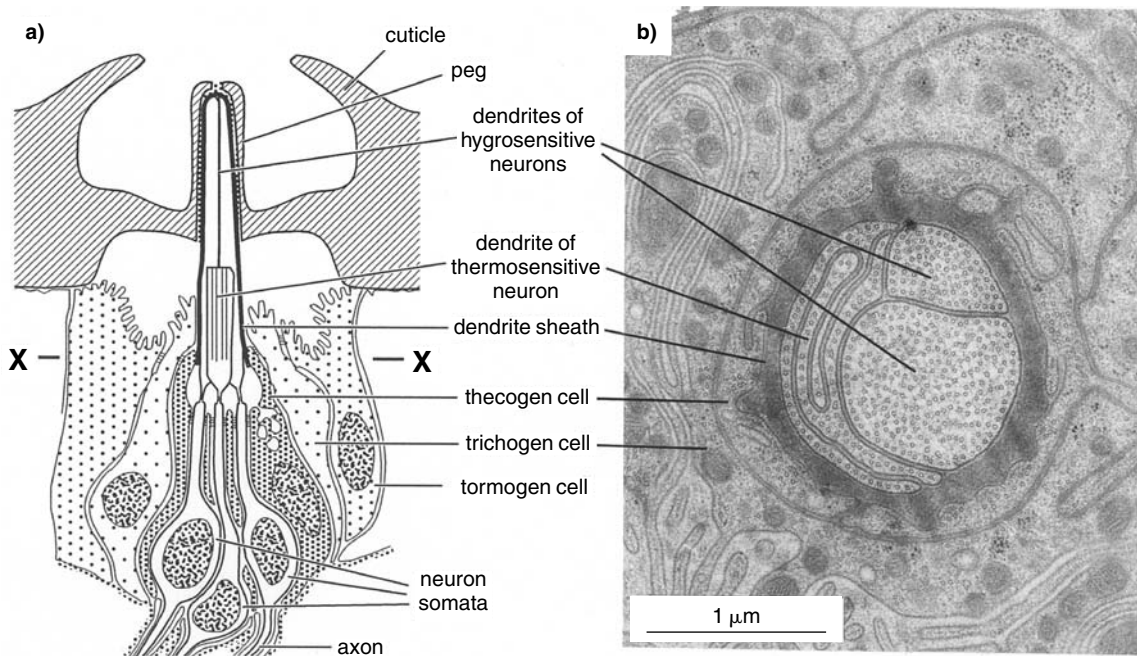 a)
b)
cuticle
peg
dendrites of
hygrosensitive
neurons
dendrite of
thermosensitive
neuron
dendrite sheath
X
X
thecogen cell
trichogen cell
tormogen cell
neuron
somata
axon
1 μm